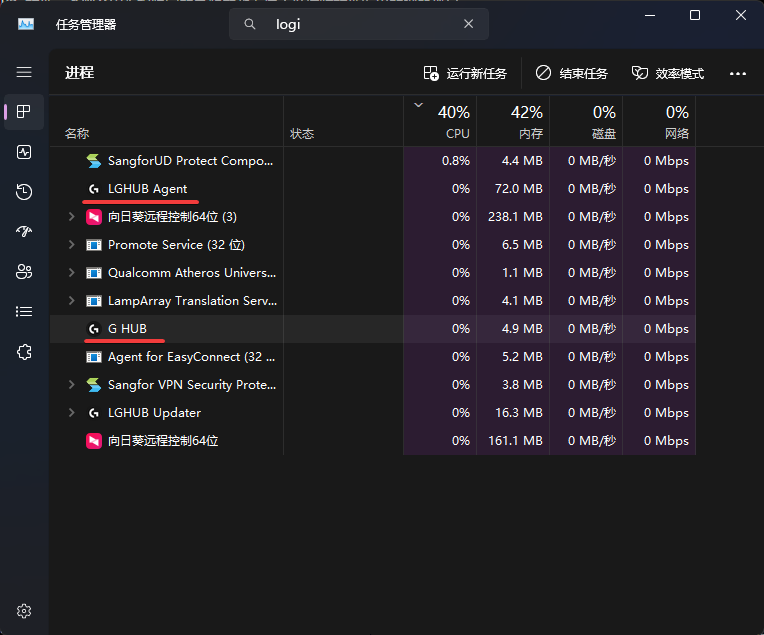 任务管理器
logi
进程
运行新任务
结束任务
效率模式
40% 42% 0% 0%
名称 状态 CPU 内存 磁盘 网络
SangforUD Protect Compo... 0.8% 4.4 MB 0 MB/秒 0 Mbps
LGHUB Agent 0% 72.0 MB 0 MB/秒 0 Mbps
向日葵远程控制64位 (3) 0% 238.1 MB 0 MB/秒 0 Mbps
Promote Service (32 位) 0% 6.5 MB 0 MB/秒 0 Mbps
Qualcomm Atheros Univers... 0% 1.1 MB 0 MB/秒 0 Mbps
LampArray Translation Serv... 0% 4.1 MB 0 MB/秒 0 Mbps
G HUB 0% 4.9 MB 0 MB/秒 0 Mbps
Agent for EasyConnect (32 ... 0% 5.2 MB 0 MB/秒 0 Mbps
Sangfor VPN Security Prote... 0% 3.8 MB 0 MB/秒 0 Mbps
LGHUB Updater 0% 16.3 MB 0 MB/秒 0 Mbps
向日葵远程控制64位 0% 161.1 MB 0 MB/秒 0 Mbps